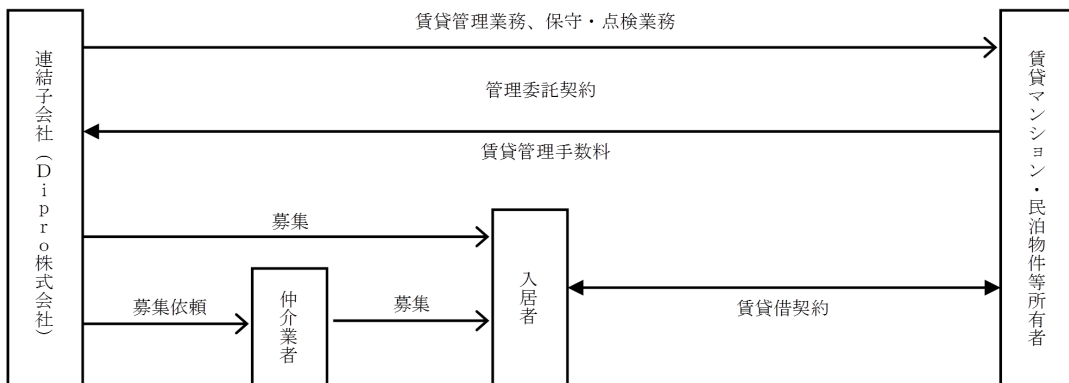 賃貸管理業務、保守・点検業務
連結子会社（Dipro株式会社）
賃貸マンション・民泊物件等所有者
管理委託契約
賃貸管理手数料
募集
入居者
募集依頼
仲介業者
募集
賃貸借契約